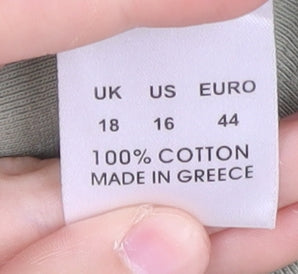 UK US EURO
18 16 44
100% COTTON
MADE IN GREECE